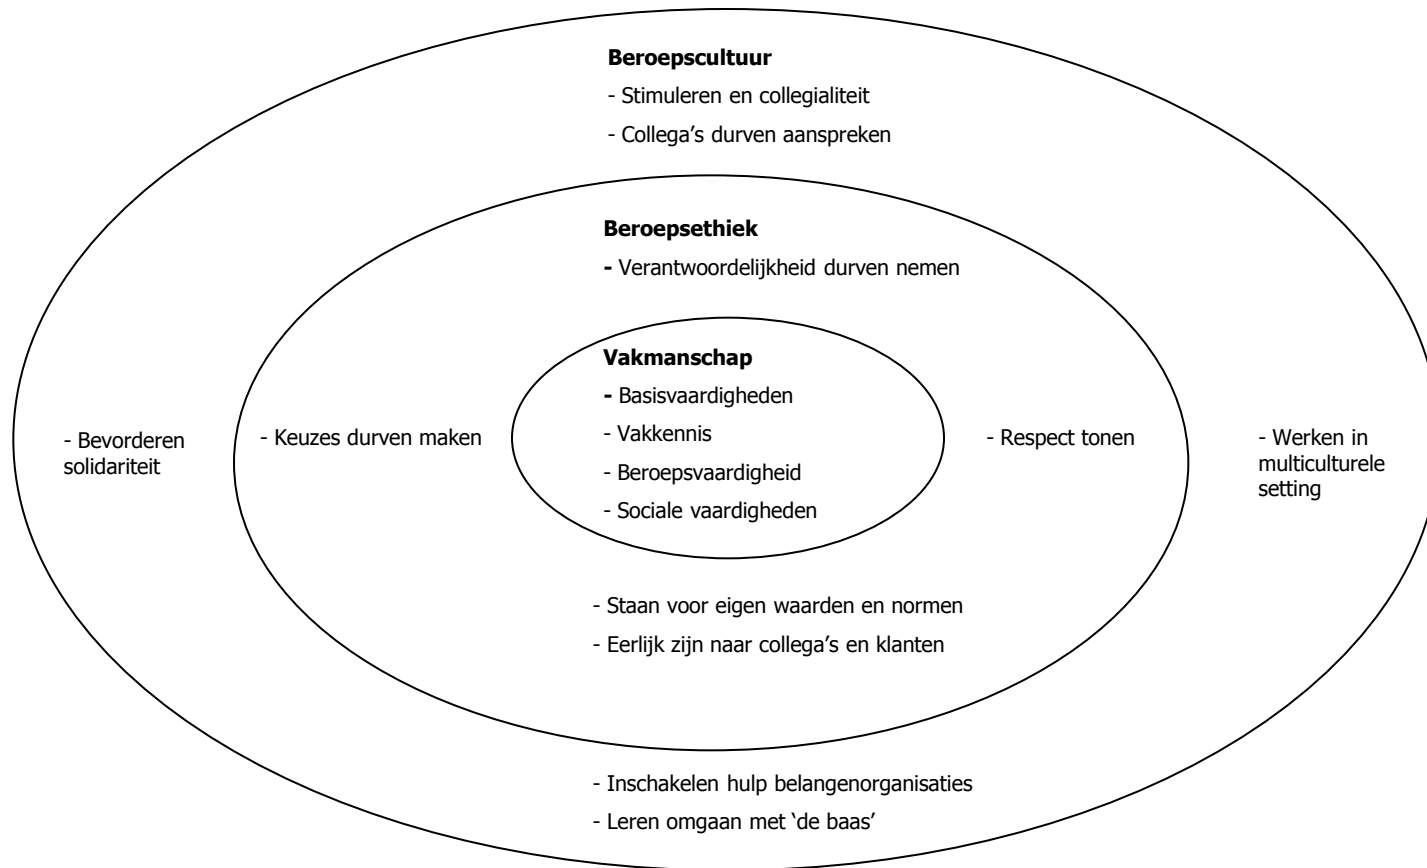 Beroepscultuur
- Stimuleren en collegialiteit
- Collega’s durven aanspreken
Beroepsethiek
- Verantwoordelijkheid durven nemen
Vakmanschap
- Basisvaardigheden
- Vakkennis
- Beroepsvaardigheid
- Sociale vaardigheden
- Bevorderen
solidariteit
- Keuzes durven maken
- Respect tonen
- Werken in
multiculturele
setting
- Staan voor eigen waarden en normen
- Eerlijk zijn naar collega’s en klanten
- Inschakelen hulp belangenorganisaties
- Leren omgaan met ‘de baas’